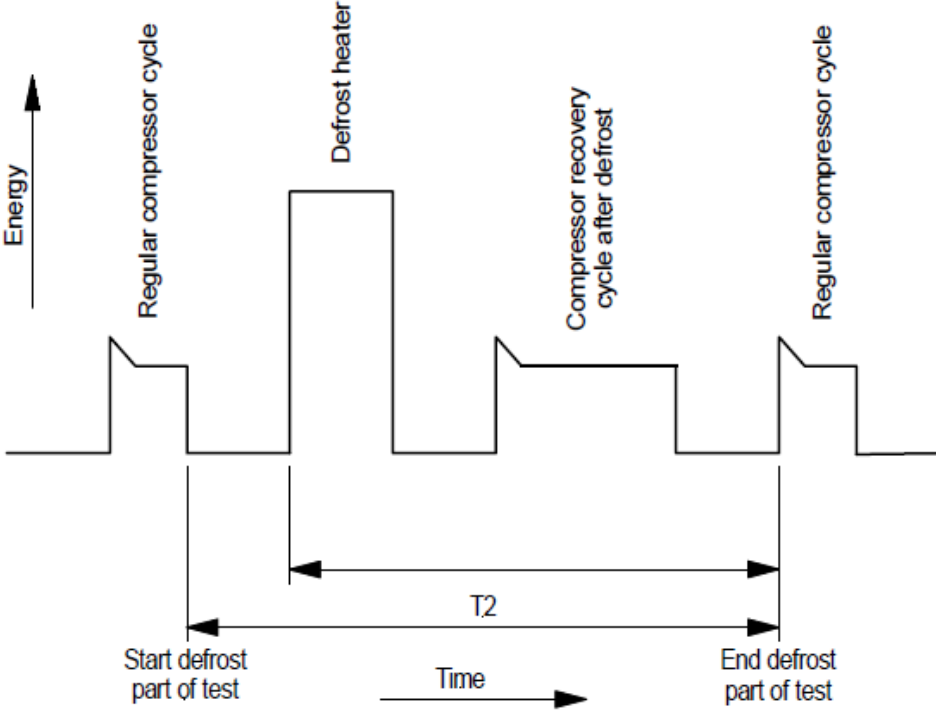 Energy
Regular compressor cycle
Defrost heater
Compressor recovery
cycle after defrost
Regular compressor cycle
T2
Start defrost
part of test
Time
End defrost
part of test